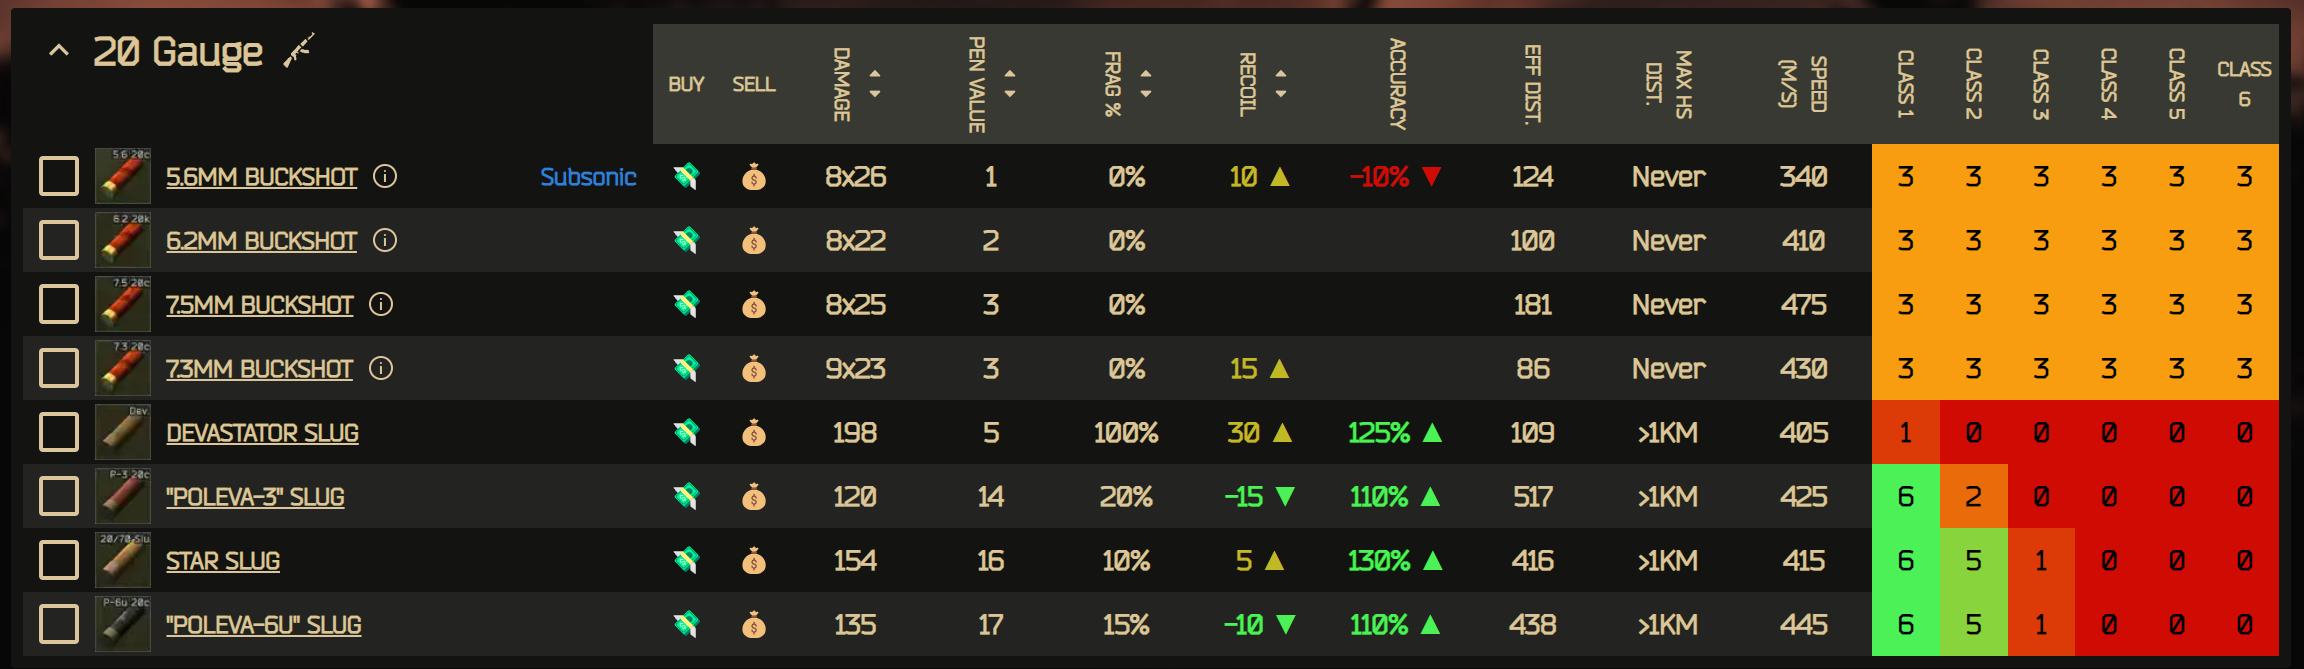 20 Gauge
BUY SELL DAMAGE PEN VALUE FRAG % RECOIL ACCURACY EFF DIST. MAX HS DIST. SPEED (M/S) CLASS 1 CLASS 2 CLASS 3 CLASS 4 CLASS 5 CLASS 6
5.6 20c 5.6MM BUCKSHOT Subsonic 8x26 1 0% 10 ▲ -10% ▼ 124 Never 340 3 3 3 3 3 3
6.2 20k 6.2MM BUCKSHOT 8x22 2 0% 100 Never 410 3 3 3 3 3 3
7.5 20c 7.5MM BUCKSHOT 8x25 3 0% 181 Never 475 3 3 3 3 3 3
7.3 20c 7.3MM BUCKSHOT 9x23 3 0% 15 ▲ 86 Never 430 3 3 3 3 3 3
Dev. DEVASTATOR SLUG 198 5 100% 30 ▲ 125% ▲ 109 >1KM 405 1 0 0 0 0 0
P-3 20c "POLEVA-3" SLUG 120 14 20% -15 ▼ 110% ▲ 517 >1KM 425 6 2 0 0 0 0
20/70 Slu STAR SLUG 154 16 10% 5 ▲ 130% ▲ 416 >1KM 415 6 5 1 0 0 0
P-6u 20c "POLEVA-6U" SLUG 135 17 15% -10 ▼ 110% ▲ 438 >1KM 445 6 5 1 0 0 0